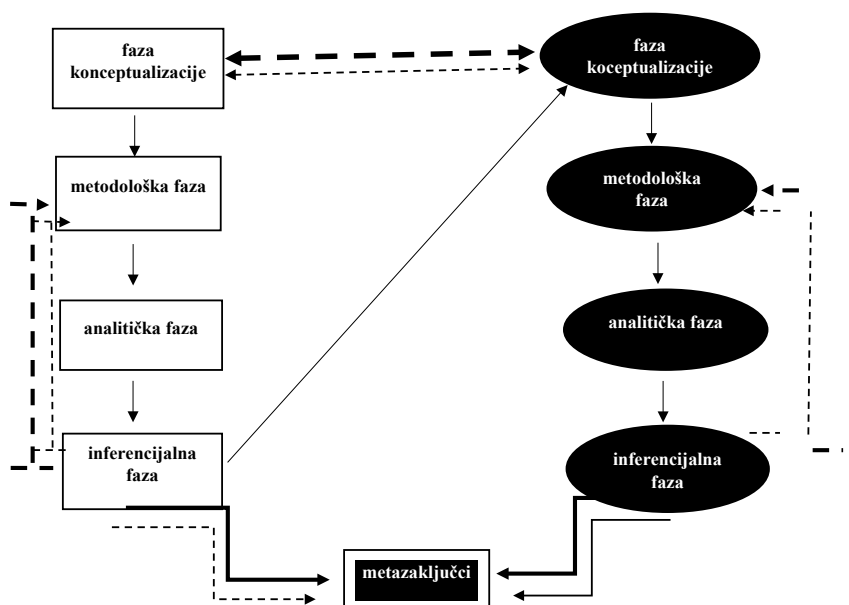 faza
konceptualizacije
faza
koceptualizacije
metodološka faza
metodološka
faza
analitička faza
analitička faza
inferencijalna
faza
inferencijalna
faza
metazaključci